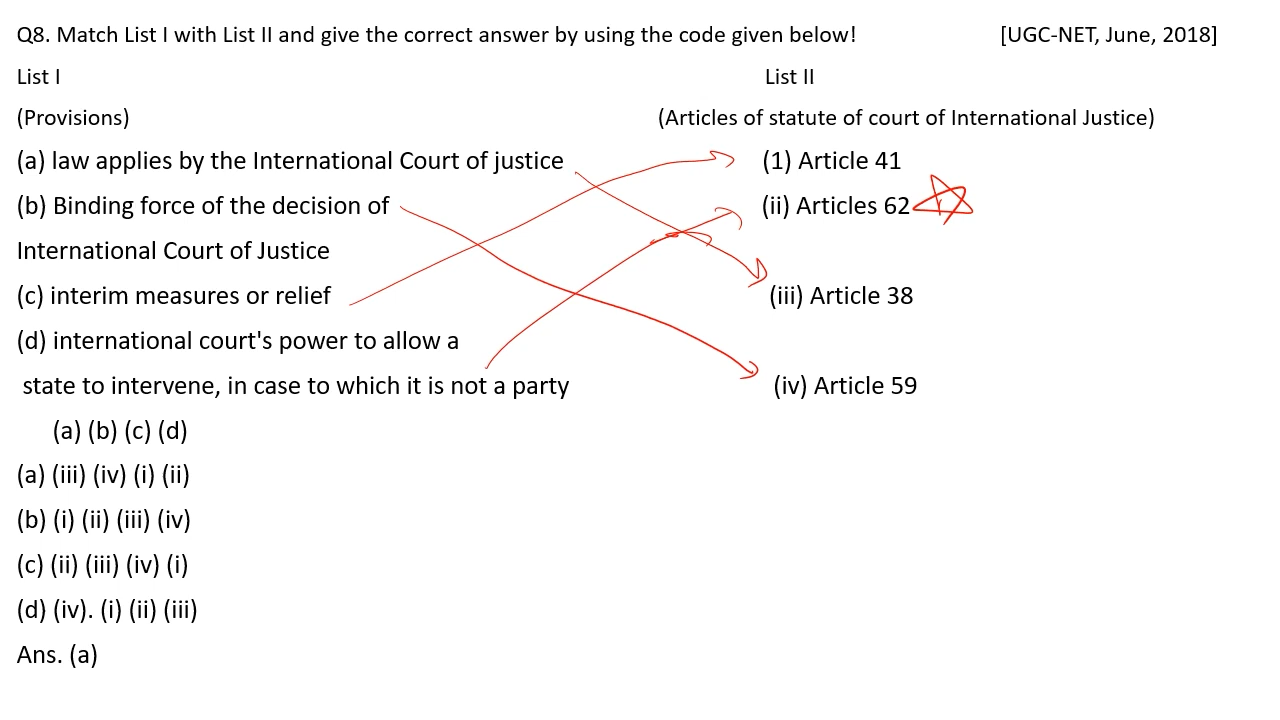 Q8. Match List I with List II and give the correct answer by using the code given below! [UGC-NET, June, 2018]
List I List II
(Provisions) (Articles of statute of court of International Justice)
(a) law applies by the International Court of justice (1) Article 41
(b) Binding force of the decision of (ii) Articles 62
International Court of Justice
(c) interim measures or relief (iii) Article 38
(d) international court's power to allow a
state to intervene, in case to which it is not a party (iv) Article 59
(a) (b) (c) (d)
(a) (iii) (iv) (i) (ii)
(b) (i) (ii) (iii) (iv)
(c) (ii) (iii) (iv) (i)
(d) (iv). (i) (ii) (iii)
Ans. (a)